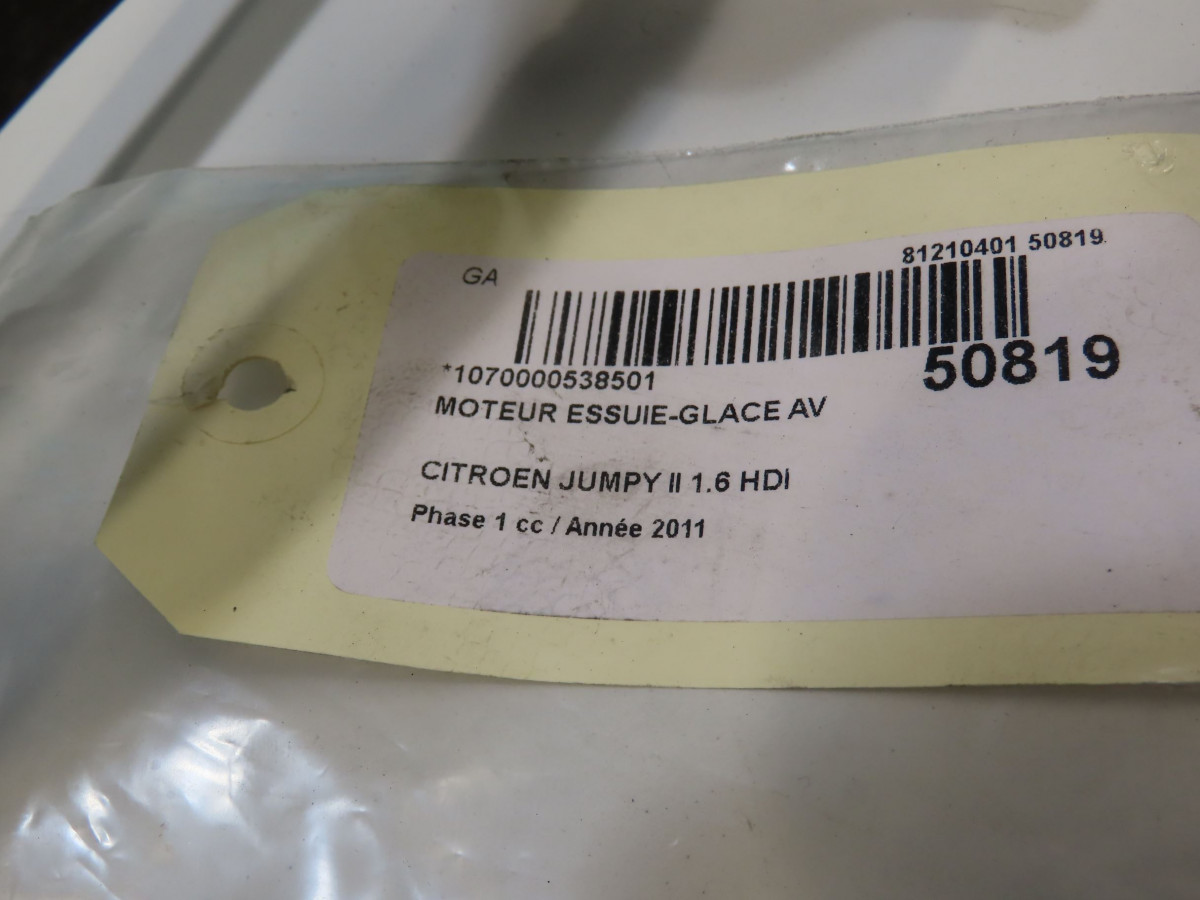 GA
81210401 50819
*1070000538501
50819
MOTEUR ESSUIE-GLACE AV
CITROEN JUMPY II 1.6 HDI
Phase 1 cc / Année 2011